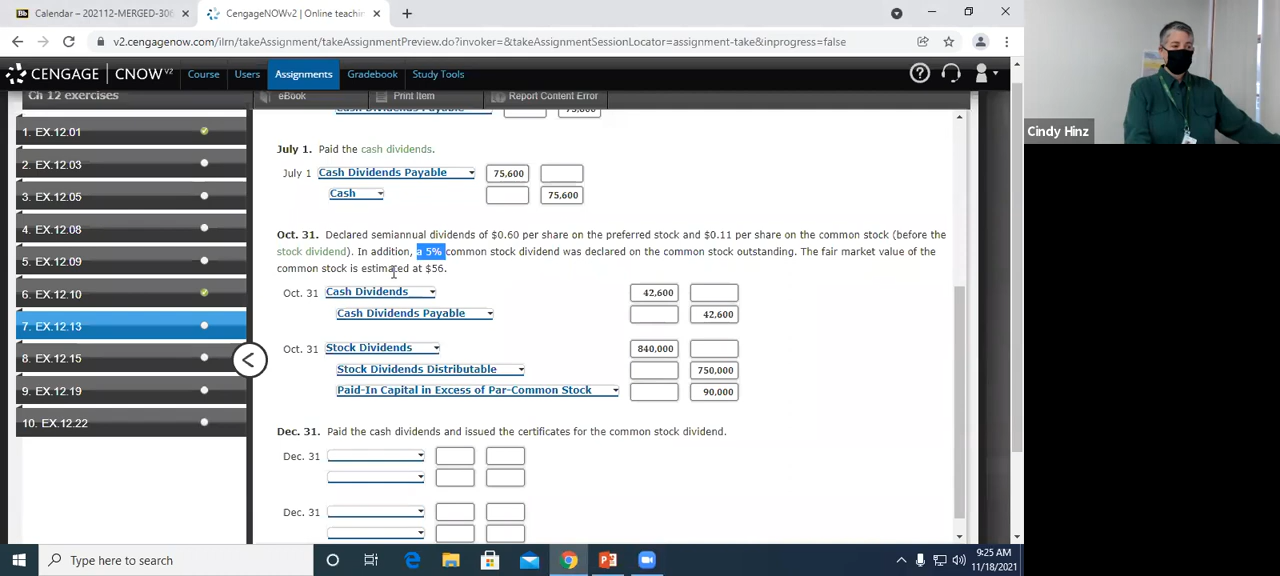 Calendar – 202112-MERGED-306
CengageNOWv2 | Online teachin
v2.cengagenow.com/ilrn/takeAssignment/takeAssignmentPreview.do?invoker=&takeAssignmentSessionLocator=assignment-take&inprogress=false
CENGAGE | CNOWv2 Course Users Assignments Gradebook Study Tools
Ch 12 exercises
eBook Print Item Report Content Error
1. EX.12.01
2. EX.12.03
3. EX.12.05
4. EX.12.08
5. EX.12.09
6. EX.12.10
7. EX.12.13
8. EX.12.15
9. EX.12.19
10. EX.12.22
Cash Dividends Payable 75,600
July 1. Paid the cash dividends.
July 1 Cash Dividends Payable 75,600
Cash 75,600
Oct. 31. Declared semiannual dividends of $0.60 per share on the preferred stock and $0.11 per share on the common stock (before the
stock dividend). In addition, a 5% common stock dividend was declared on the common stock outstanding. The fair market value of the
common stock is estimated at $56.
Oct. 31 Cash Dividends 42,600
Cash Dividends Payable 42,600
Oct. 31 Stock Dividends 840,000
Stock Dividends Distributable 750,000
Paid-In Capital in Excess of Par-Common Stock 90,000
Dec. 31. Paid the cash dividends and issued the certificates for the common stock dividend.
Dec. 31
Dec. 31
Cindy Hinz
Type here to search
9:25 AM
11/18/2021